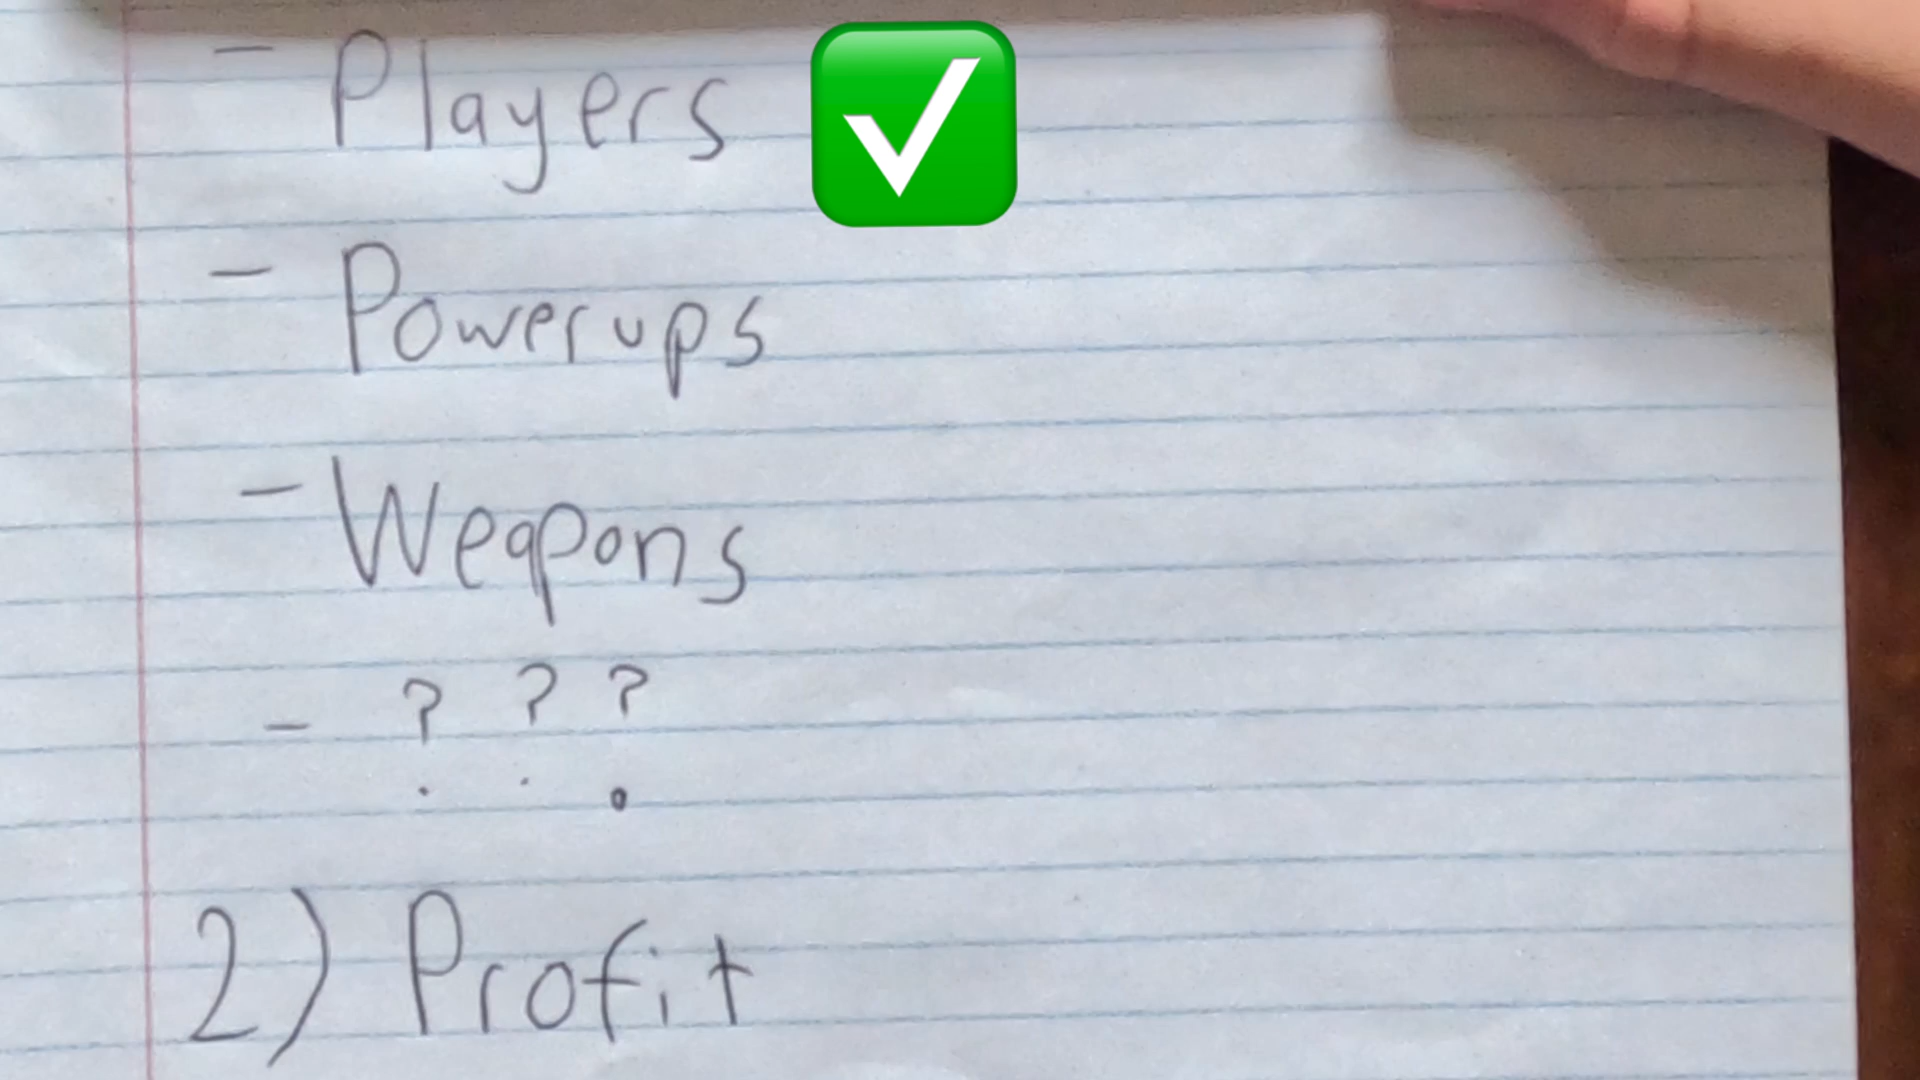 - Players ✅
- Powerups
- Weapons
- ? ? ?
2) Profit